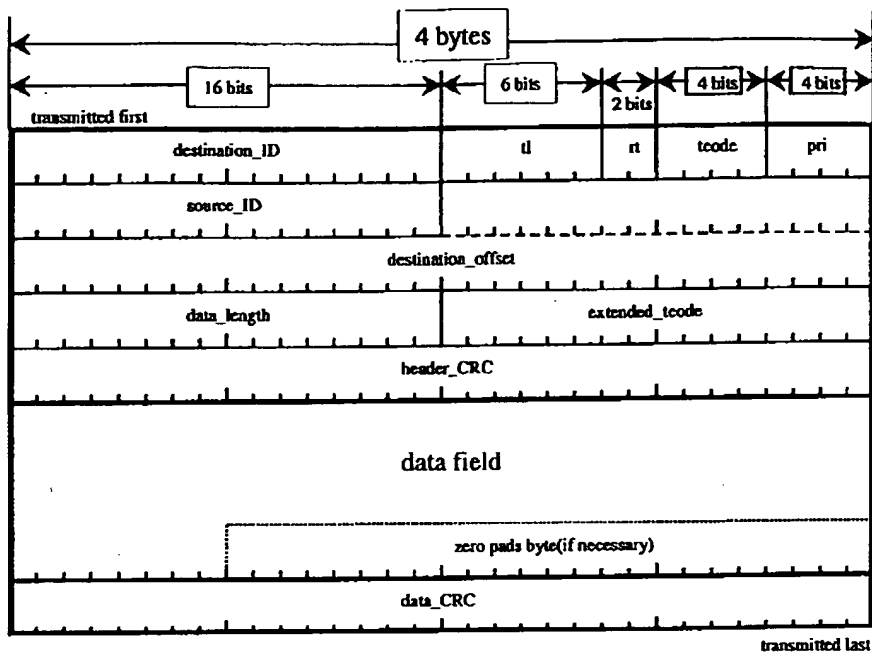 4 bytes
16 bits
6 bits
2 bits
4 bits
4 bits
transmitted first
destination_ID
tl
rt
tcode
pri
source_ID
destination_offset
data_length
extended_tcode
header_CRC
data field
zero pads byte(if necessary)
data_CRC
transmitted last